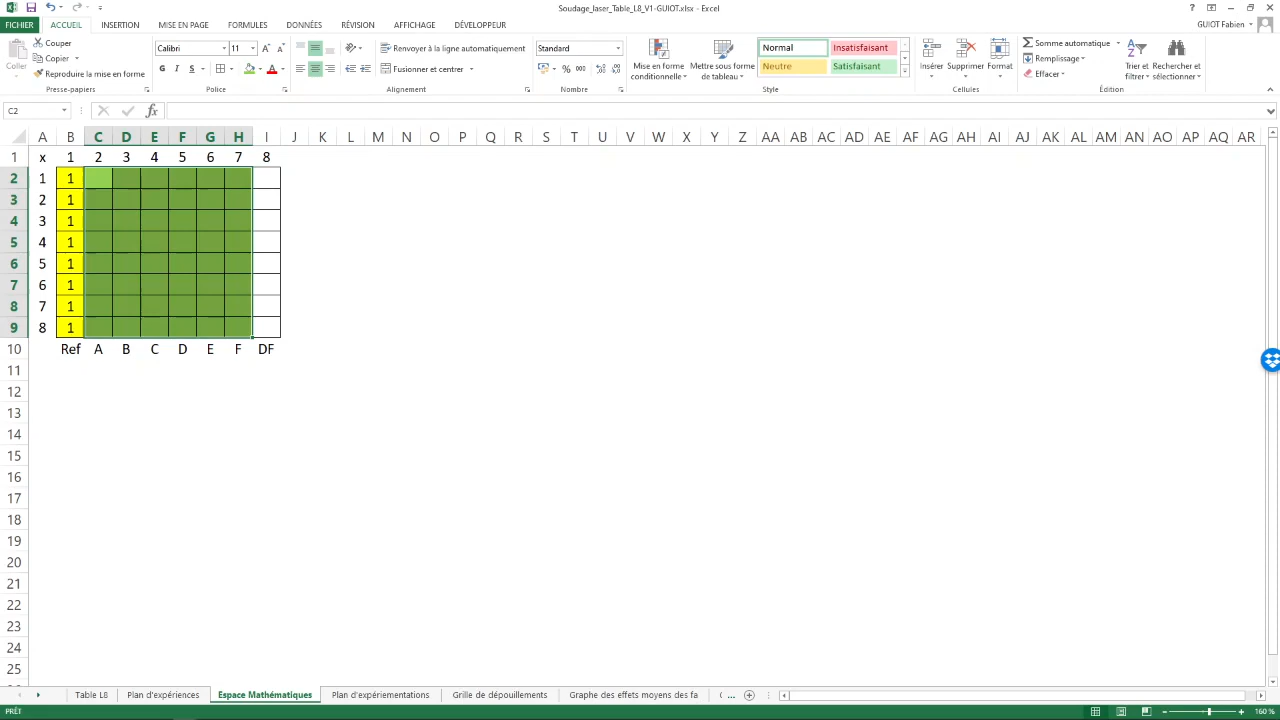 Soudage_laser_Table_L8_V1-GUIOT.xlsx - Excel
FICHIER ACCUEIL INSERTION MISE EN PAGE FORMULES DONNÉES RÉVISION AFFICHAGE DÉVELOPPEUR GUIOT Fabien
Coller
Couper
Copier
Reproduire la mise en forme
Presse-papiers
Calibri 11
G I S
Police
Renvoyer à la ligne automatiquement
Fusionner et centrer
Alignement
Standard
% 000
Nombre
Mise en forme conditionnelle
Mettre sous forme de tableau
Normal Insatisfaisant
Neutre Satisfaisant
Style
Insérer Supprimer Format
Cellules
Somme automatique
Remplissage
Effacer
Trier et filtrer
Rechercher et sélectionner
Édition
C2 fx
A B C D E F G H I J K L M N O P Q R S T U V W X Y Z AA AB AC AD AE AF AG AH AI AJ AK AL AM AN AO AP AQ AR
1 x 1 2 3 4 5 6 7 8
2 1 1
3 2 1
4 3 1
5 4 1
6 5 1
7 6 1
8 7 1
9 8 1
10 Ref A B C D E F DF
11
12
13
14
15
16
17
18
19
20
21
22
23
24
25
Table L8 Plan d'expériences Espace Mathématiques Plan d'expériementations Grille de dépouillements Graphe des effets moyens des fa ...
PRÊT 160 %